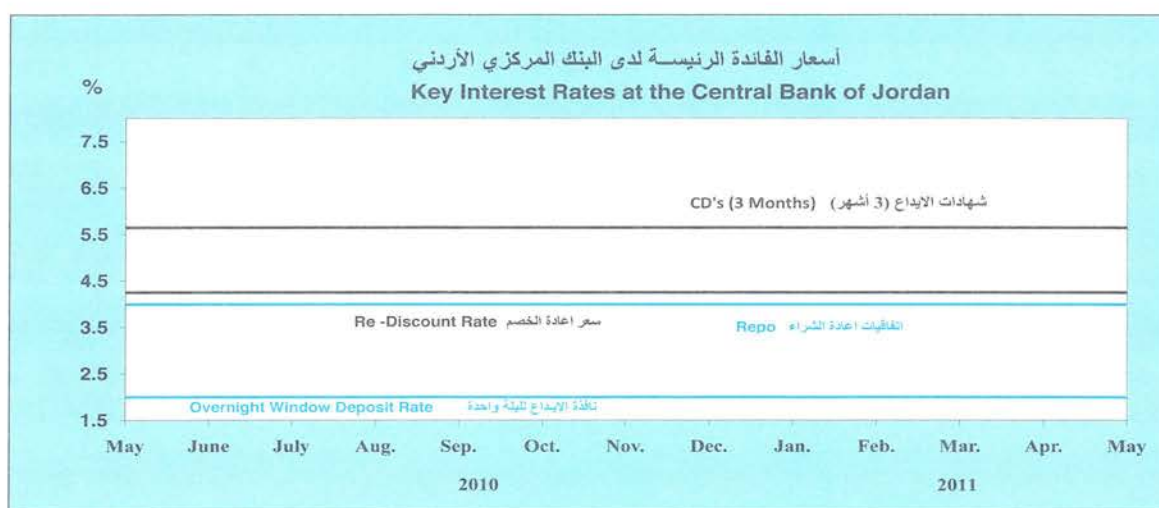 أسعار الفائدة الرئيســة لدى البنك المركزي الأردني
%
Key Interest Rates at the Central Bank of Jordan
7.5
6.5
CD's (3 Months) شهادات الايداع (3 أشهر)
5.5
4.5
Re -Discount Rate سعر اعادة الخصم
3.5
Repo اتفاقيات اعادة الشراء
2.5
Overnight Window Deposit Rate نافذة الايداع لليلة واحدة
1.5
May June July Aug. Sep. Oct. Nov. Dec. Jan. Feb. Mar. Apr. May
2010 2011